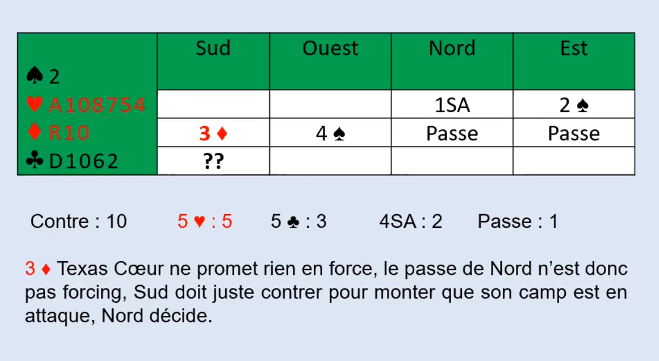 Sud Ouest Nord Est
♠ 2
♥ A108754 1SA 2 ♠
♦ R10 3 ♦ 4 ♠ Passe Passe
♣ D1062 ??
Contre : 10 5 ♥ : 5 5 ♣ : 3 4SA : 2 Passe : 1
3 ♦ Texas Cœur ne promet rien en force, le passe de Nord n’est donc
pas forcing, Sud doit juste contrer pour monter que son camp est en
attaque, Nord décide.